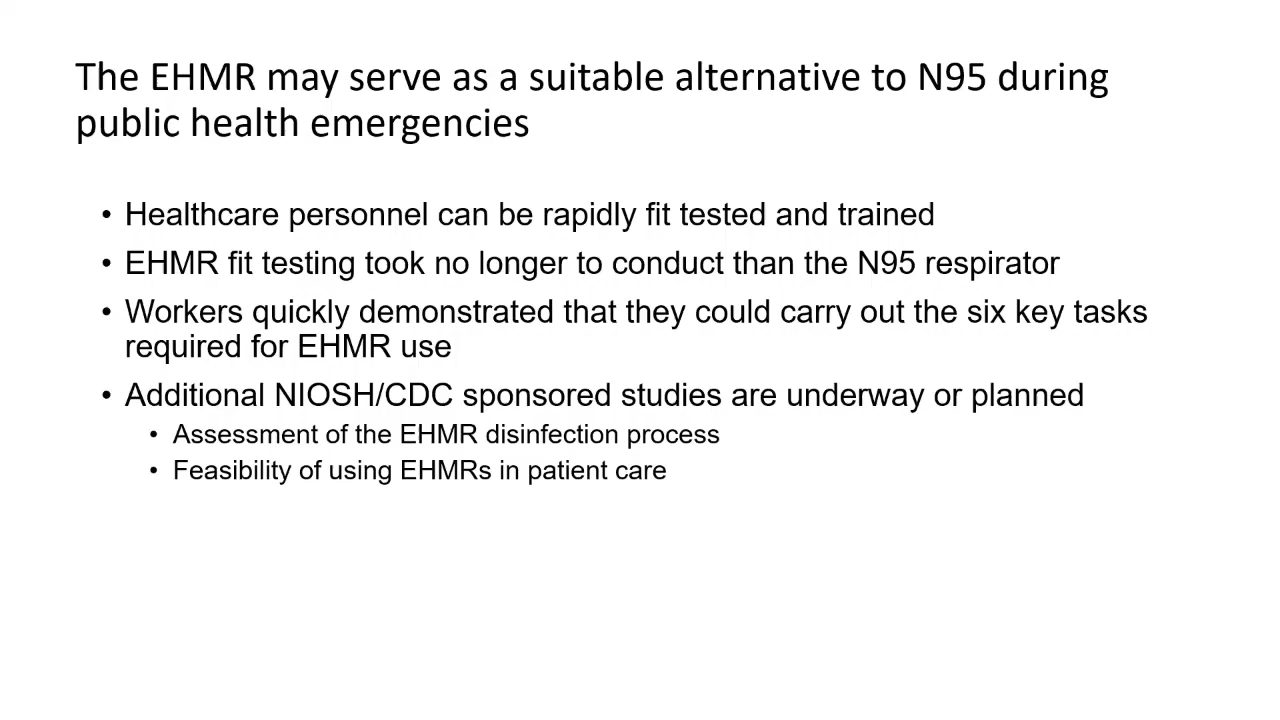 The EHMR may serve as a suitable alternative to N95 during
public health emergencies
• Healthcare personnel can be rapidly fit tested and trained
• EHMR fit testing took no longer to conduct than the N95 respirator
• Workers quickly demonstrated that they could carry out the six key tasks
required for EHMR use
• Additional NIOSH/CDC sponsored studies are underway or planned
• Assessment of the EHMR disinfection process
• Feasibility of using EHMRs in patient care